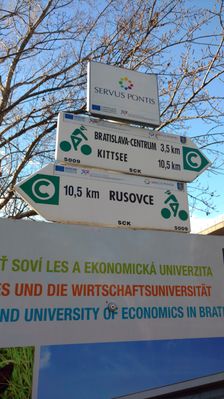 SERVUS PONTIS
BRATISLAVA-CENTRUM 3,5 km
KITTSEE 10,5 km
C
5009
SCK
C
10,5 km RUSOVCE
SCK
5009
Ť SOVÍ LES A EKONOMICKÁ UNIVERZITA
ES UND DIE WIRTSCHAFTSUNIVERSITÄT
ND UNIVERSITY OF ECONOMICS IN BRAT